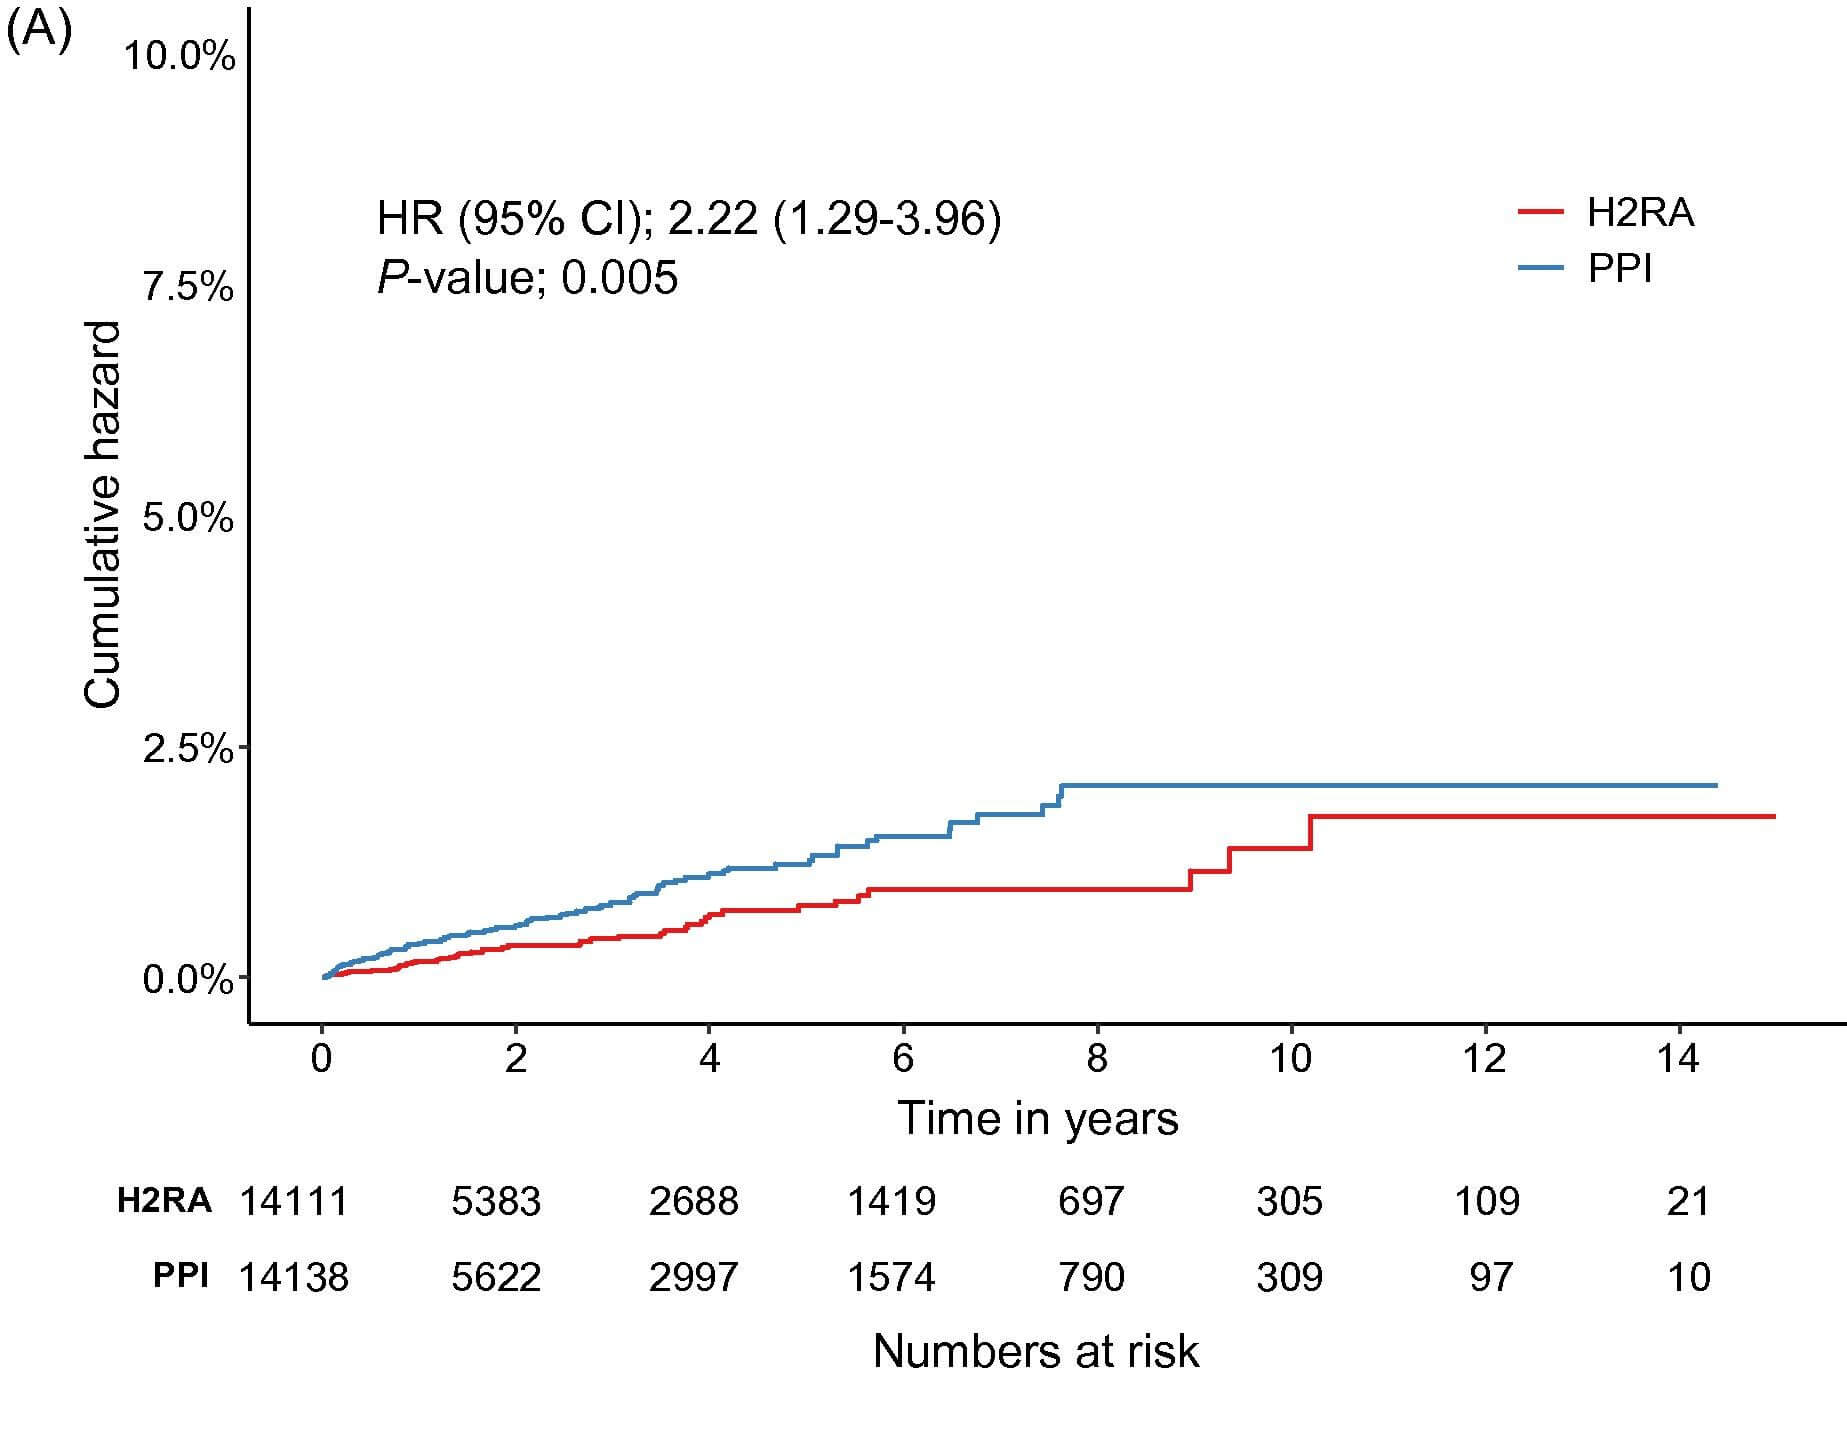 (A)
10.0%
7.5%
5.0%
2.5%
0.0%
Cumulative hazard
HR (95% CI); 2.22 (1.29-3.96)
P-value; 0.005
H2RA
PPI
0 2 4 6 8 10 12 14
Time in years
H2RA 14111 5383 2688 1419 697 305 109 21
PPI 14138 5622 2997 1574 790 309 97 10
Numbers at risk